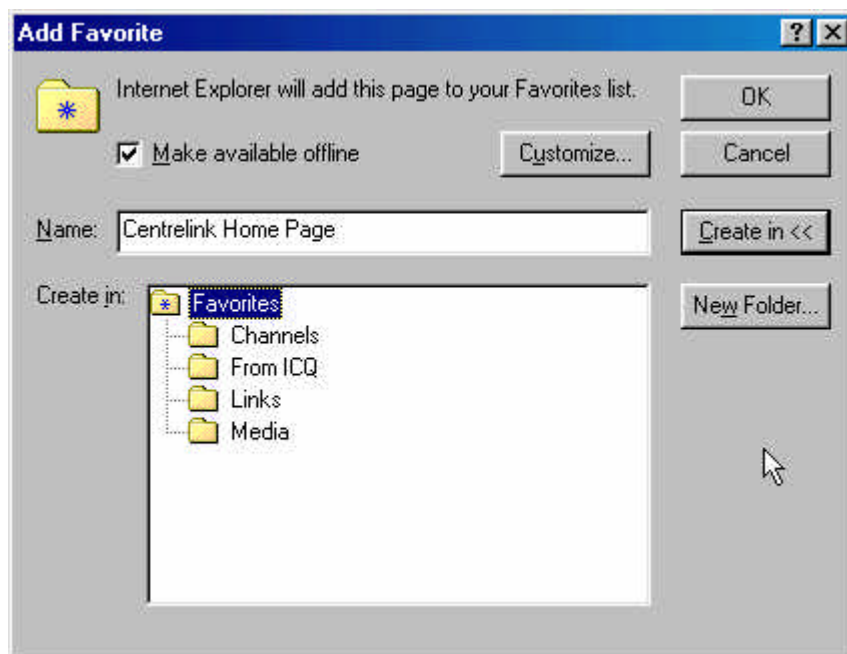 Add Favorite
Internet Explorer will add this page to your Favorites list.
OK
Make available offline
Customize...
Cancel
Name:
Centrelink Home Page
Create in <<
Create in:
Favorites
New Folder...
Channels
From ICQ
Links
Media